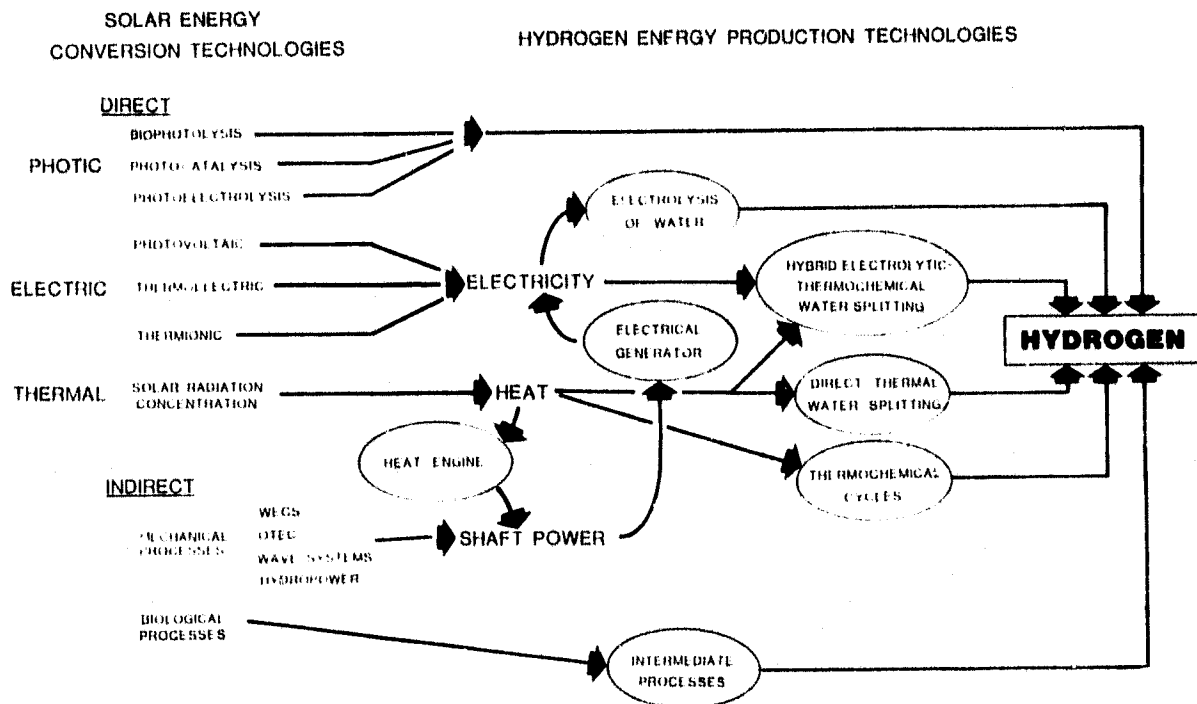 SOLAR ENERGY
CONVERSION TECHNOLOGIES
HYDROGEN ENERGY PRODUCTION TECHNOLOGIES
DIRECT
BIOPHOTOLYSIS
PHOTIC
PHOTOCATALYSIS
PHOTOELECTROLYSIS
ELECTROLYSIS
OF WATER
PHOTOVOLTAIC
ELECTRIC
THERMOELECTRIC
ELECTRICITY
HYBRID ELECTROLYTIC-
THERMOCHEMICAL
WATER SPLITTING
THERMIONIC
ELECTRICAL
GENERATOR
HYDROGEN
THERMAL
SOLAR RADIATION
CONCENTRATION
HEAT
DIRECT THERMAL
WATER SPLITTING
HEAT ENGINE
THERMOCHEMICAL
CYCLES
INDIRECT
MECHANICAL
PROCESSES
WECS
OTEC
WAVE SYSTEMS
HYDROPOWER
SHAFT POWER
BIOLOGICAL
PROCESSES
INTERMEDIATE
PROCESSES